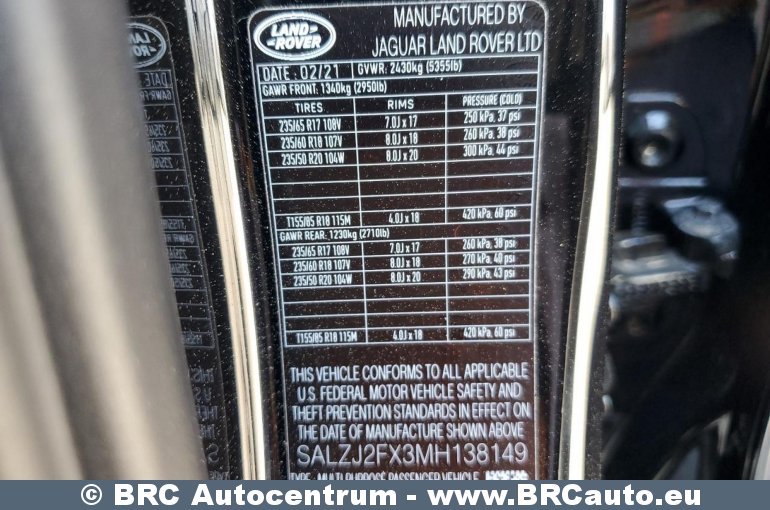 LAND ROVER
MANUFACTURED BY
JAGUAR LAND ROVER LTD
DATE: 02/21 GVWR: 2430kg (5355lb)
GAWR FRONT: 1340kg (2950lb)
TIRES RIMS PRESSURE (COLD)
235/65 R17 108V 7.0J x 17 250 kPa, 37 psi
235/60 R18 107V 8.0J x 18 260 kPa, 38 psi
235/50 R20 104W 8.0J x 20 300 kPa, 44 psi
T155/85 R18 115M 4.0J x 18 420 kPa, 60 psi
GAWR REAR: 1230kg (2710lb)
235/65 R17 108V 7.0J x 17 260 kPa, 38 psi
235/60 R18 107V 8.0J x 18 270 kPa, 40 psi
235/50 R20 104W 8.0J x 20 290 kPa, 43 psi
T155/85 R18 115M 4.0J x 18 420 kPa, 60 psi
THIS VEHICLE CONFORMS TO ALL APPLICABLE
U.S. FEDERAL MOTOR VEHICLE SAFETY AND
THEFT PREVENTION STANDARDS IN EFFECT ON
THE DATE OF MANUFACTURE SHOWN ABOVE
SALZJ2FX3MH138149
TYPE: MULTI PURPOSE PASSENGER VEHICLE
© BRC Autocentrum - www.BRCauto.eu